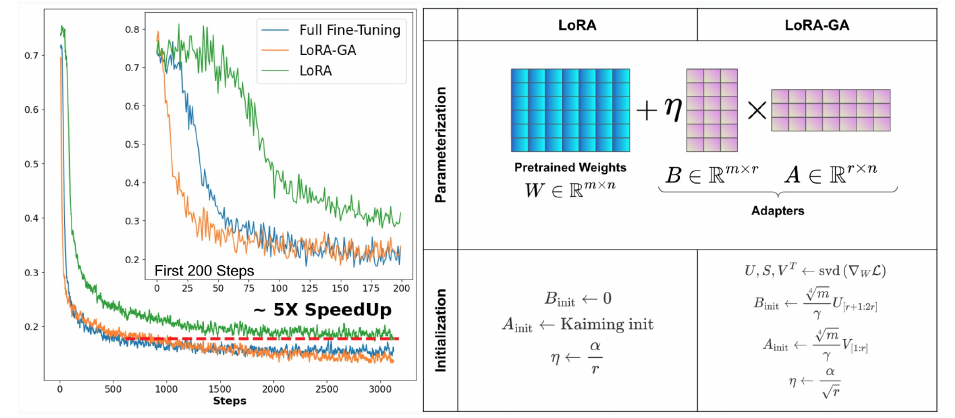 Full Fine-Tuning
LoRA-GA
LoRA
0.8
0.7
0.6
0.5
0.4
0.3
0.2
0 25 50 75 100 125 150 175 200
First 200 Steps
~ 5X SpeedUp
0.7
0.6
0.5
0.4
0.3
0.2
0 500 1000 1500 2000 2500 3000
Steps
LoRA LoRA-GA
Parameterization
+ η ×
Pretrained Weights
W ∈ ℝ^{m×n}
B ∈ ℝ^{m×r} A ∈ ℝ^{r×n}
Adapters
Initialization
B_init ← 0
A_init ← Kaiming init
η ← α/r
U, S, V^T ← svd (∇_W ℒ)
B_init ← ∜m/γ U_[r+1:2r]
A_init ← ∜m/γ V_[1:r]
η ← α/√r